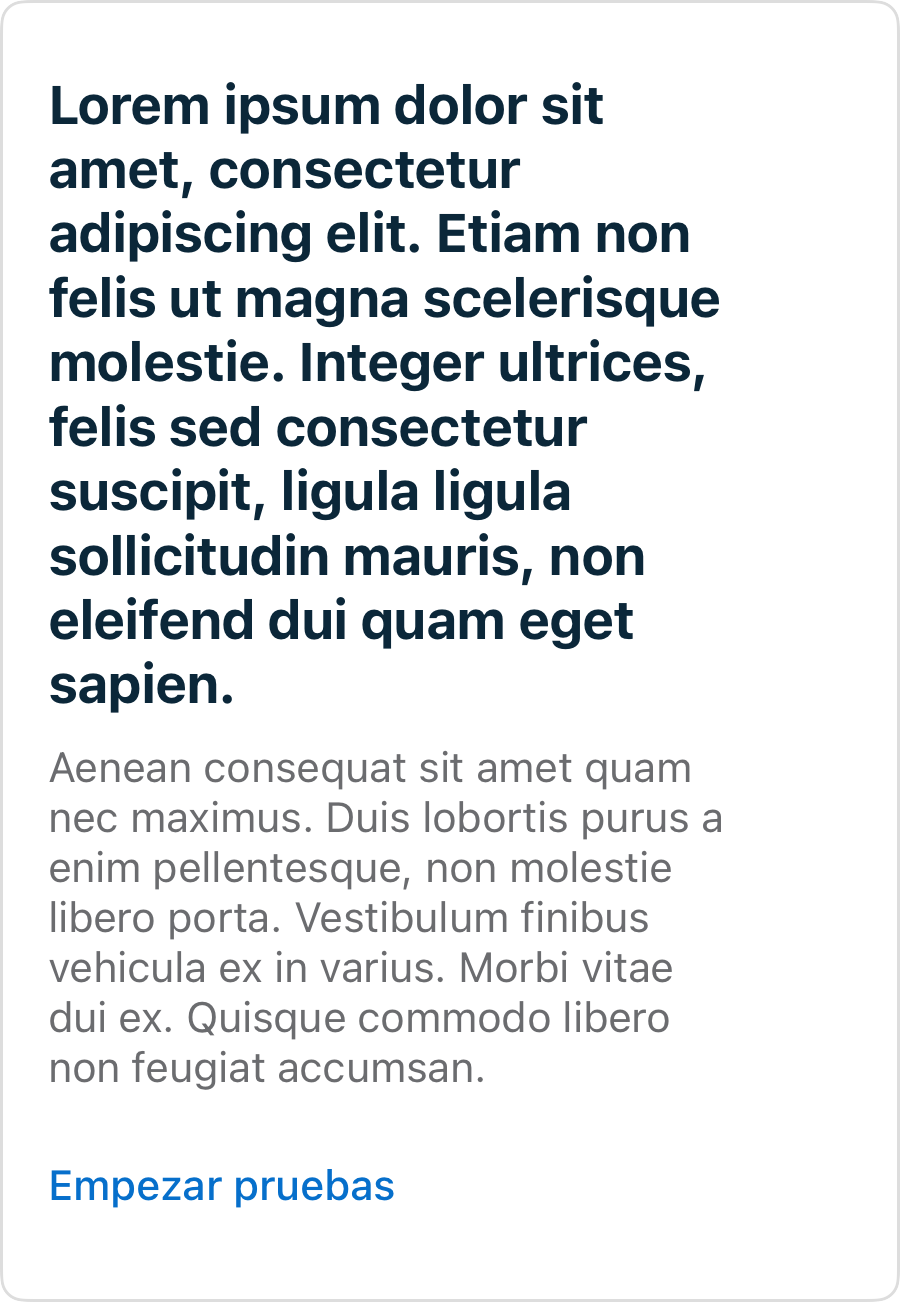 Lorem ipsum dolor sit
amet, consectetur
adipiscing elit. Etiam non
felis ut magna scelerisque
molestie. Integer ultrices,
felis sed consectetur
suscipit, ligula ligula
sollicitudin mauris, non
eleifend dui quam eget
sapien.
Aenean consequat sit amet quam
nec maximus. Duis lobortis purus a
enim pellentesque, non molestie
libero porta. Vestibulum finibus
vehicula ex in varius. Morbi vitae
dui ex. Quisque commodo libero
non feugiat accumsan.
Empezar pruebas